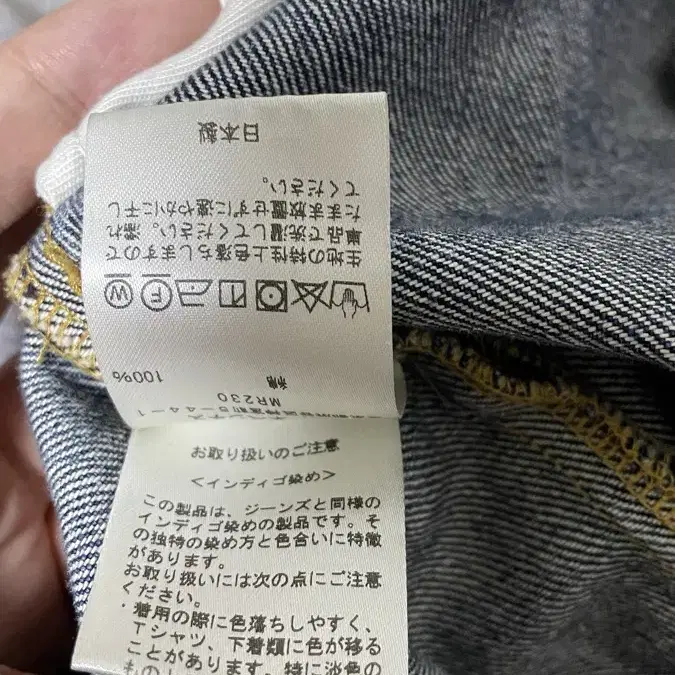 5-44-1
MR230
綿
100%
F
W
生地の特性上色落ちしますので
単品で洗濯してください。濡れ
たまま放置せずに速やかに干し
てください。
日本製
お取り扱いのご注意
＜インディゴ染め＞
この製品は、ジーンズと同様の
インディゴ染めの製品です。そ
の独特の染め方と色合いに特徴
があります。
お取り扱いには次の点にご注意
ください。
・着用の際に色落ちしやすく、
Tシャツ、下着類に色が移る
ことがあります。特に淡色の